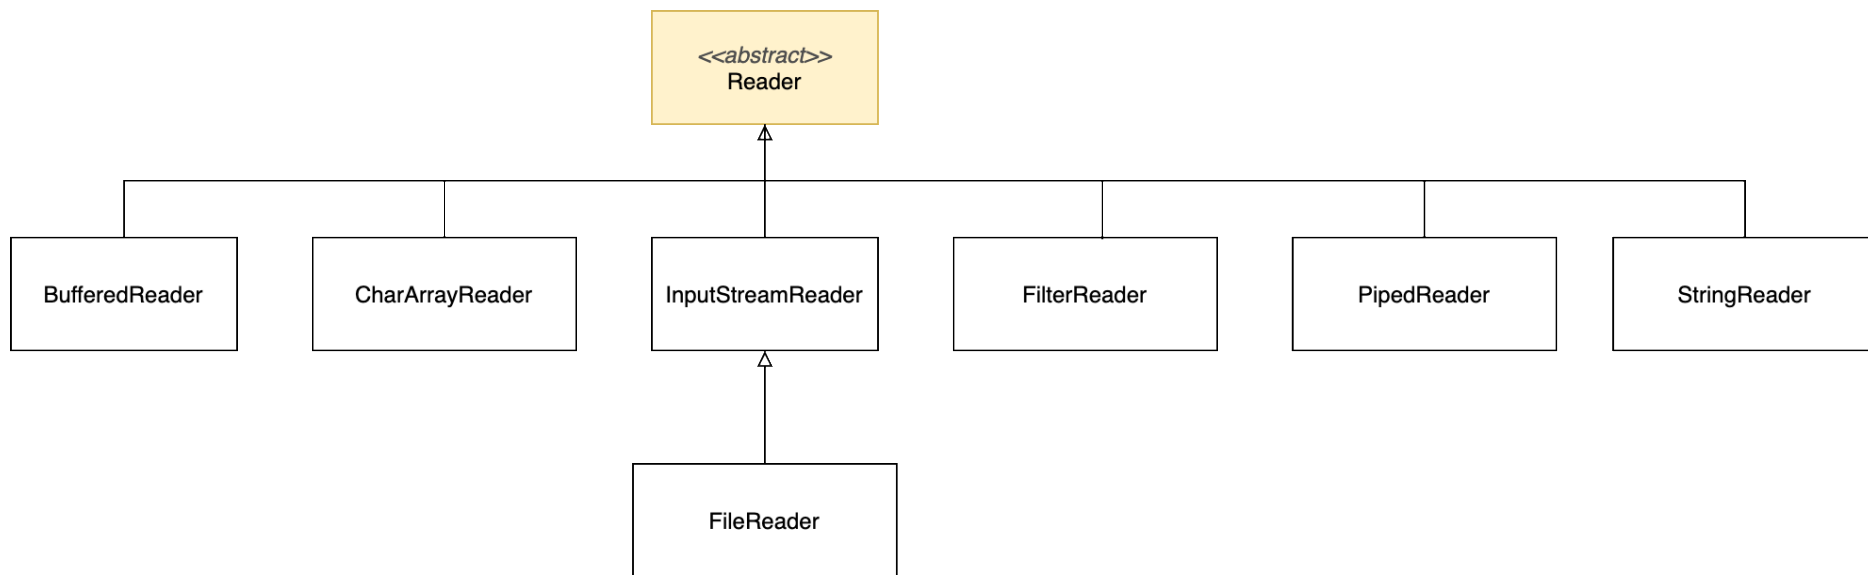 <<abstract>>
Reader
BufferedReader
CharArrayReader
InputStreamReader
FilterReader
PipedReader
StringReader
FileReader